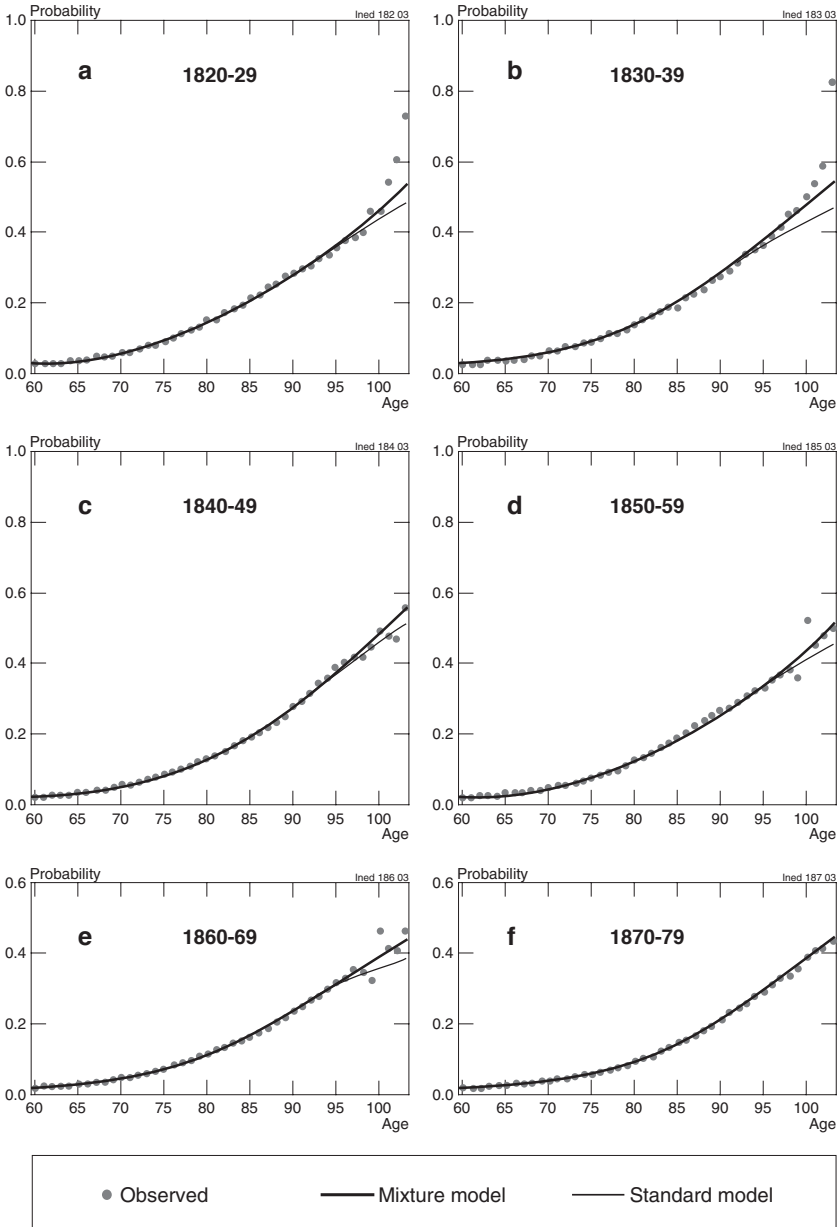 Probability
Ined 182 03
a 1820-29
1.0
0.8
0.6
0.4
0.2
0.0
60 65 70 75 80 85 90 95 100
Age
Probability
Ined 183 03
b 1830-39
1.0
0.8
0.6
0.4
0.2
0.0
60 65 70 75 80 85 90 95 100
Age
Probability
Ined 184 03
c 1840-49
1.0
0.8
0.6
0.4
0.2
0.0
60 65 70 75 80 85 90 95 100
Age
Probability
Ined 185 03
d 1850-59
1.0
0.8
0.6
0.4
0.2
0.0
60 65 70 75 80 85 90 95 100
Age
Probability
Ined 186 03
e 1860-69
0.6
0.4
0.2
0.0
60 65 70 75 80 85 90 95 100
Age
Probability
Ined 187 03
f 1870-79
0.6
0.4
0.2
0.0
60 65 70 75 80 85 90 95 100
Age
Observed Mixture model Standard model